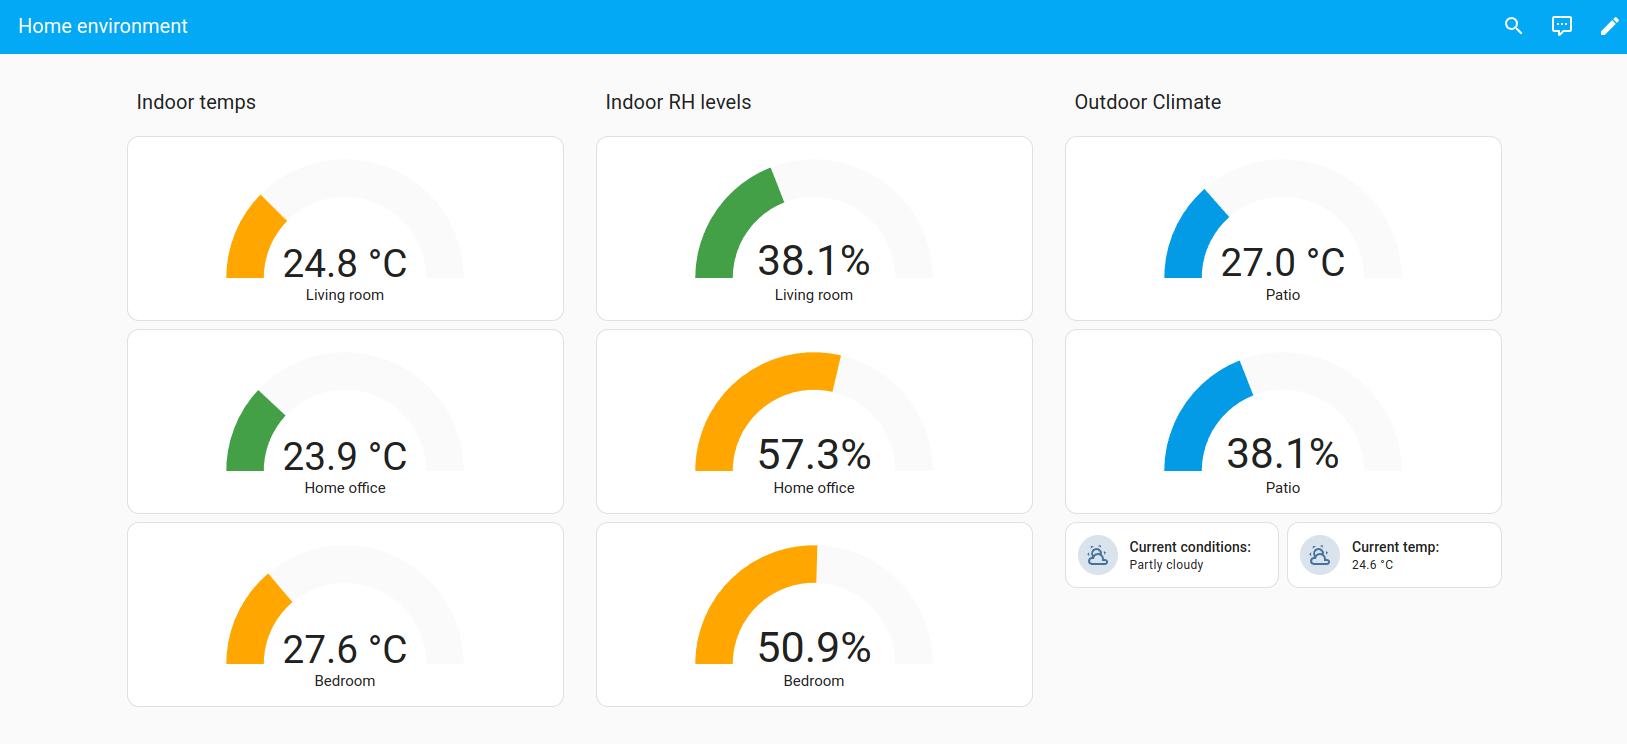 Home environment
Indoor temps
24.8 °C
Living room
23.9 °C
Home office
27.6 °C
Bedroom
Indoor RH levels
38.1%
Living room
57.3%
Home office
50.9%
Bedroom
Outdoor Climate
27.0 °C
Patio
38.1%
Patio
Current conditions:
Partly cloudy
Current temp:
24.6 °C